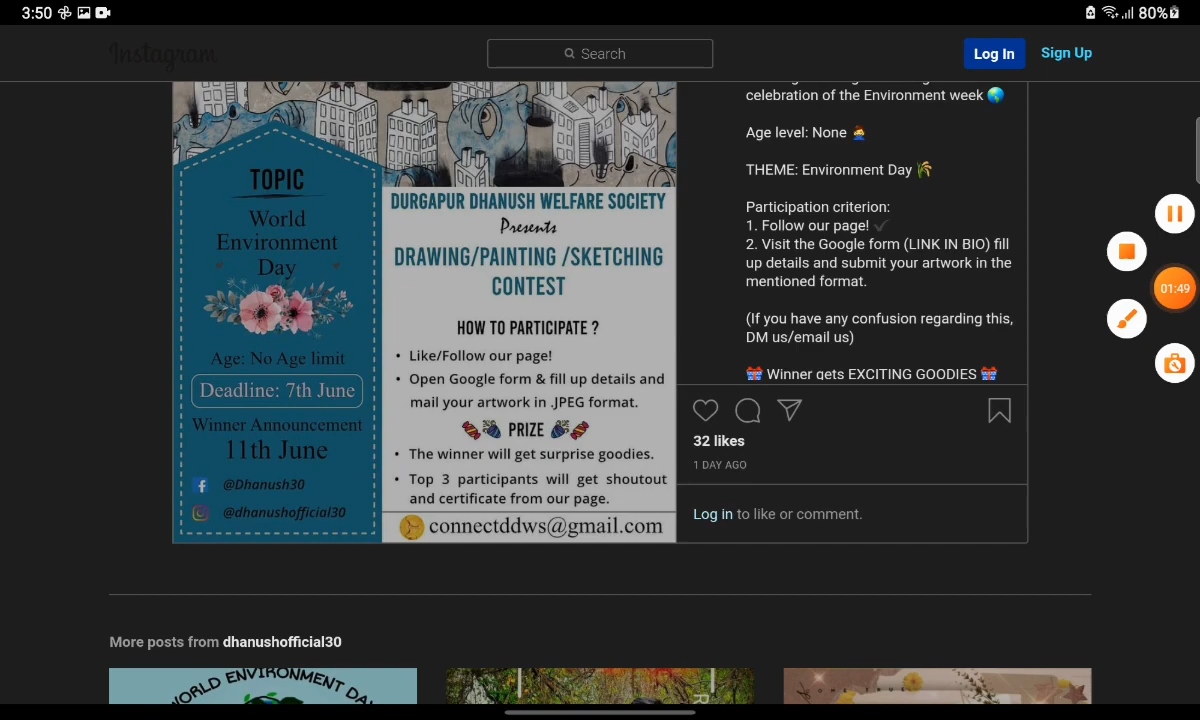 3:50
80%
Instagram
Search
Log In
Sign Up
TOPIC
World
Environment
Day
Age: No Age limit
Deadline: 7th June
Winner Announcement
11th June
@Dhanush30
@dhanushofficial30
DURGAPUR DHANUSH WELFARE SOCIETY
Presents
DRAWING/PAINTING /SKETCHING
CONTEST
HOW TO PARTICIPATE ?
• Like/Follow our page!
• Open Google form & fill up details and
mail your artwork in .JPEG format.
PRIZE
• The winner will get surprise goodies.
• Top 3 participants will get shoutout
and certificate from our page.
connectddws@gmail.com
celebration of the Environment week 🌏
Age level: None 🙇
THEME: Environment Day 🌾
Participation criterion:
1. Follow our page! ✔
2. Visit the Google form (LINK IN BIO) fill
up details and submit your artwork in the
mentioned format.
(If you have any confusion regarding this,
DM us/email us)
🎁 Winner gets EXCITING GOODIES 🎁
32 likes
1 DAY AGO
Log in to like or comment.
01:49
More posts from dhanushofficial30
WORLD ENVIRONMENT DAY